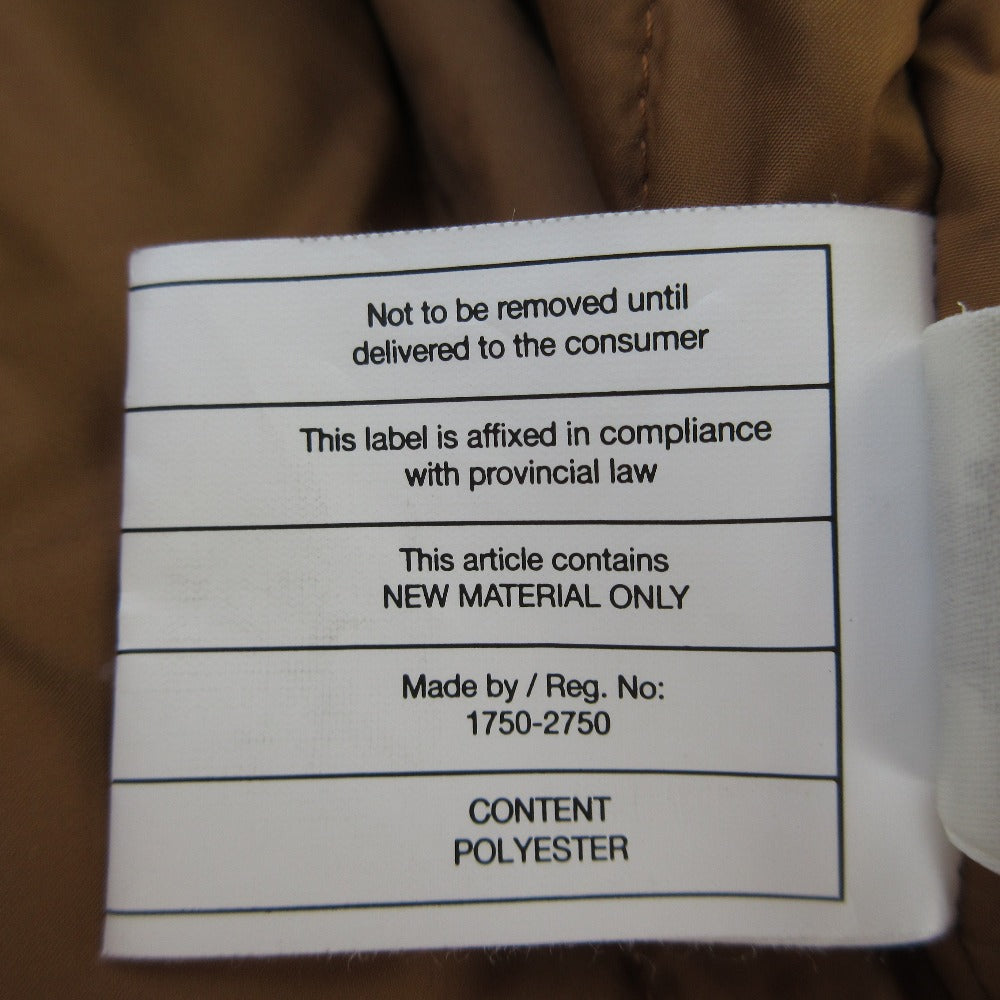 Not to be removed until
delivered to the consumer
This label is affixed in compliance
with provincial law
This article contains
NEW MATERIAL ONLY
Made by / Reg. No:
1750-2750
CONTENT
POLYESTER